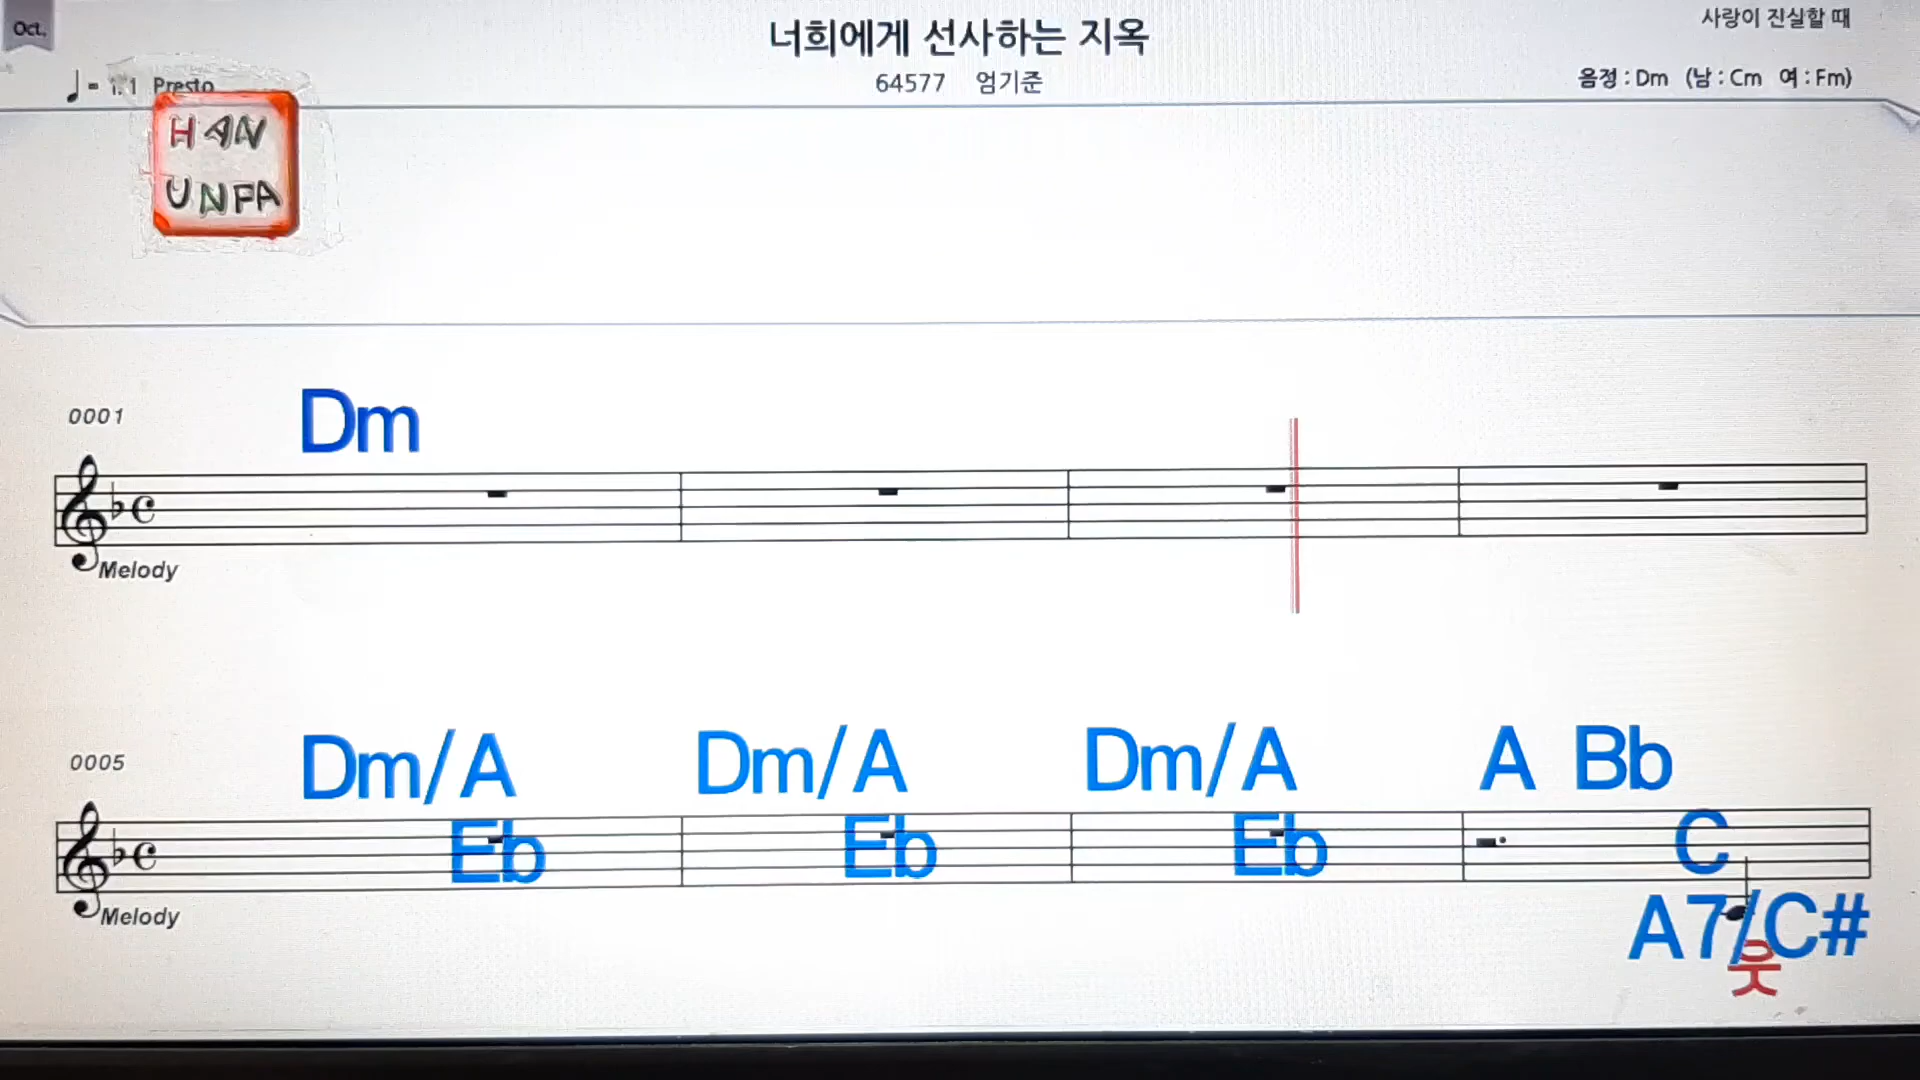 Oct.
너희에게 선사하는 지옥
사랑이 진실할 때
Presto
64577 엄기준
음정 : Dm (남 : Cm 여 : Fm)
HAN
UNFA
0001
Dm
Melody
0005
Dm/A Dm/A Dm/A A Bb
Eb Eb Eb C
Melody
A7/C#
웃